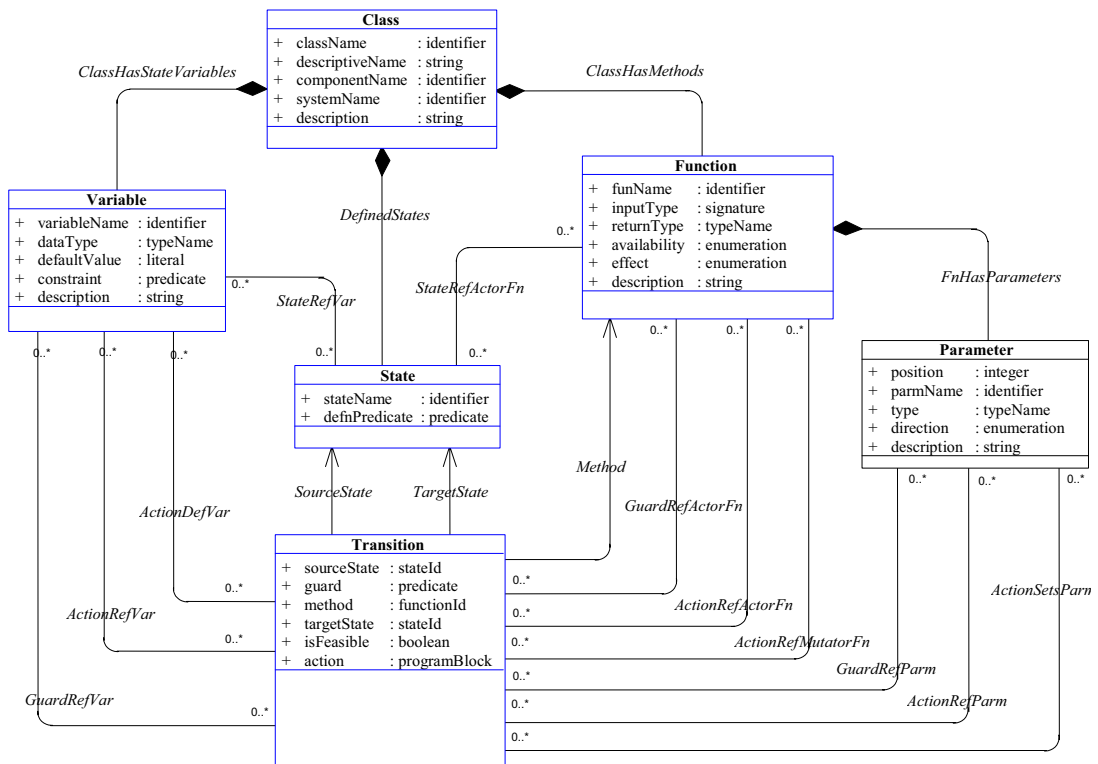 Class
+ className : identifier
+ descriptiveName : string
+ componentName : identifier
+ systemName : identifier
+ description : string
ClassHasStateVariables
ClassHasMethods
Variable
+ variableName : identifier
+ dataType : typeName
+ defaultValue : literal
+ constraint : predicate
+ description : string
DefinedStates
Function
+ funName : identifier
+ inputType : signature
+ returnType : typeName
+ availability : enumeration
+ effect : enumeration
+ description : string
0..*
StateRefActorFn
0..*
StateRefVar
0..*
0..*
FnHasParameters
State
+ stateName : identifier
+ defnPredicate : predicate
Parameter
+ position : integer
+ parmName : identifier
+ type : typeName
+ direction : enumeration
+ description : string
0..*
0..*
0..*
0..*
0..*
0..*
0..*
0..*
0..*
SourceState
TargetState
Method
GuardRefActorFn
ActionDefVar
ActionRefVar
GuardRefVar
0..*
0..*
0..*
Transition
+ sourceState : stateId
+ guard : predicate
+ method : functionId
+ targetState : stateId
+ isFeasible : boolean
+ action : programBlock
0..*
0..*
0..*
0..*
0..*
0..*
ActionRefActorFn
ActionRefMutatorFn
GuardRefParm
ActionRefParm
ActionSetsParm